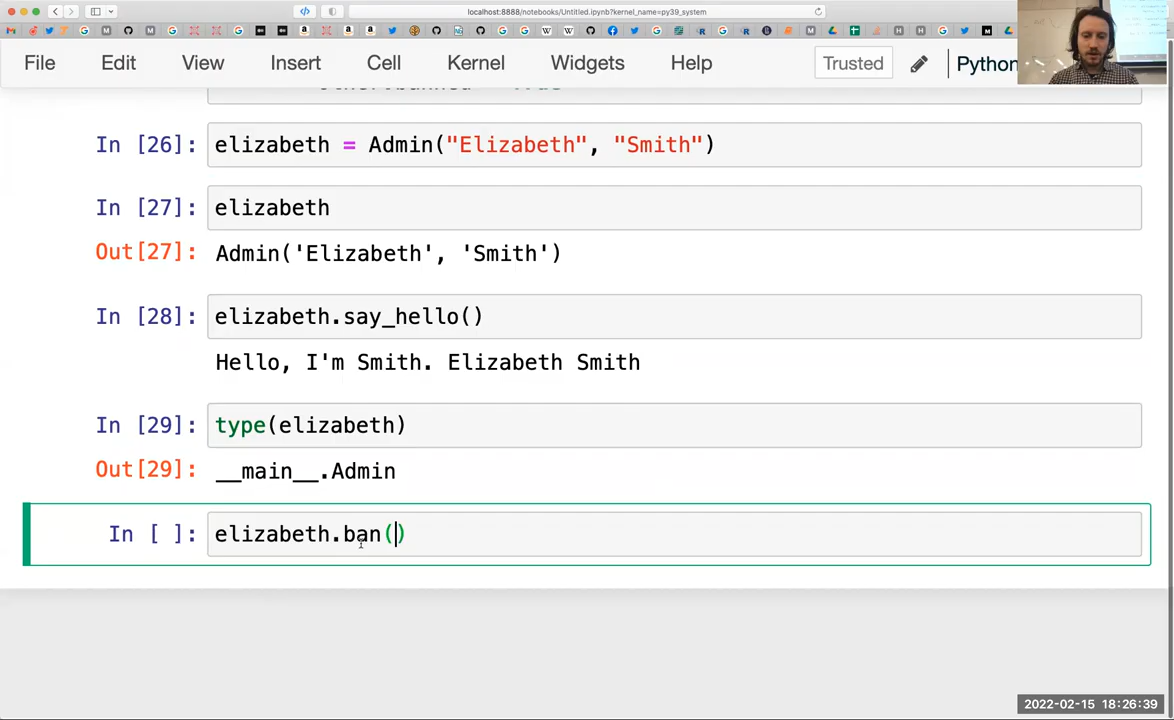 localhost:8888/notebooks/Untitled.ipynb?kernel_name=py39_system
File Edit View Insert Cell Kernel Widgets Help Trusted Python
In [26]: elizabeth = Admin("Elizabeth", "Smith")
In [27]: elizabeth
Out[27]: Admin('Elizabeth', 'Smith')
In [28]: elizabeth.say_hello()
Hello, I'm Smith. Elizabeth Smith
In [29]: type(elizabeth)
Out[29]: __main__.Admin
In [ ]: elizabeth.ban()
2022-02-15 18:26:39